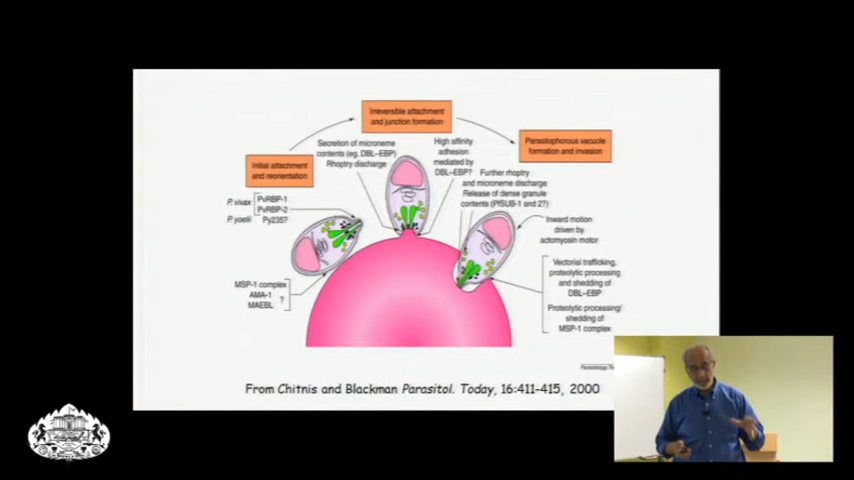 Irreversible attachment
and junction formation
Parasitophorous vacuole
formation and invasion
Initial attachment
and reorientation
Secretion of microneme
contents (eg. DBL–EBP)
Rhoptry discharge
High affinity
adhesion
mediated by
DBL–EBP?
Further rhoptry
and microneme discharge
Release of dense granule
contents (PfSUB-1 and 2?)
P. vivax
PvRBP-1
PvRBP-2
P. yoelii
Py235?
Inward motion
driven by
actomyosin motor
MSP-1 complex
AMA-1
MAEBL
?
Vectorial trafficking,
proteolytic processing
and shedding of
DBL–EBP
Proteolytic processing/
shedding of
MSP-1 complex
Parasitology
From Chitnis and Blackman Parasitol. Today, 16:411-415, 2000